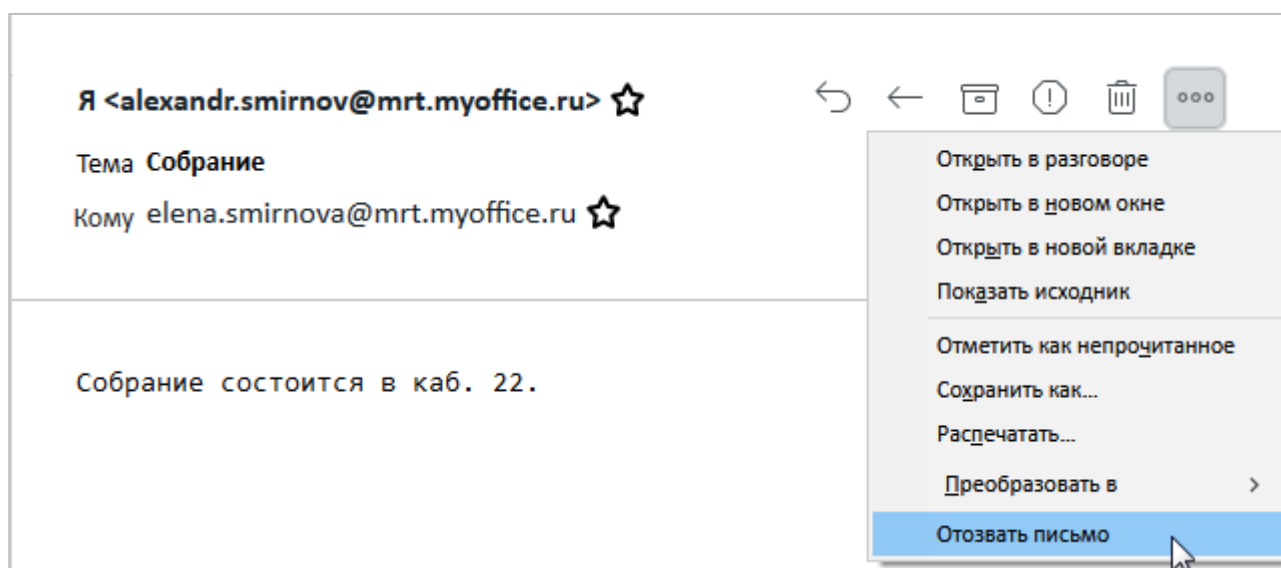 Я <alexandr.smirnov@mrt.myoffice.ru>
Тема Собрание
Кому elena.smirnova@mrt.myoffice.ru
Открыть в разговоре
Открыть в новом окне
Открыть в новой вкладке
Показать исходник
Отметить как непрочитанное
Сохранить как...
Распечатать...
Преобразовать в
Отозвать письмо
Собрание состоится в каб. 22.